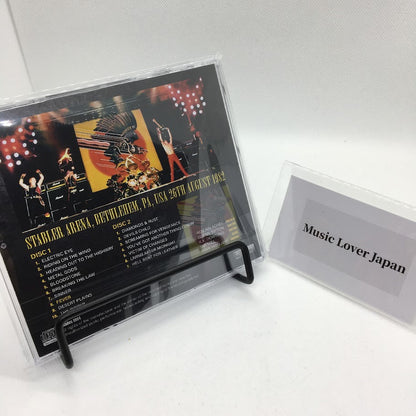 STABLER ARENA, BETHLEHEM, PA, USA 26TH AUGUST 1982
DISC 1
1. ELECTRIC EYE
2. RIDING ON THE WIND
3. HEADING OUT TO THE HIGHWAY
4. METAL GODS
5. BLOODSTONE
6. BREAKING THE LAW
7. SINNER
8. FEVER
9. DESERT PLAINS
DISC 2
1. DIAMONDS & RUST
2. DEVIL'S CHILD
3. SCREAMING FOR VENGEANCE
4. YOU'VE GOT ANOTHER THING COMIN'
5. VICTIM OF CHANGES
6. LIVING AFTER MIDNIGHT
7. HELL BENT FOR LEATHER
Music Lover Japan